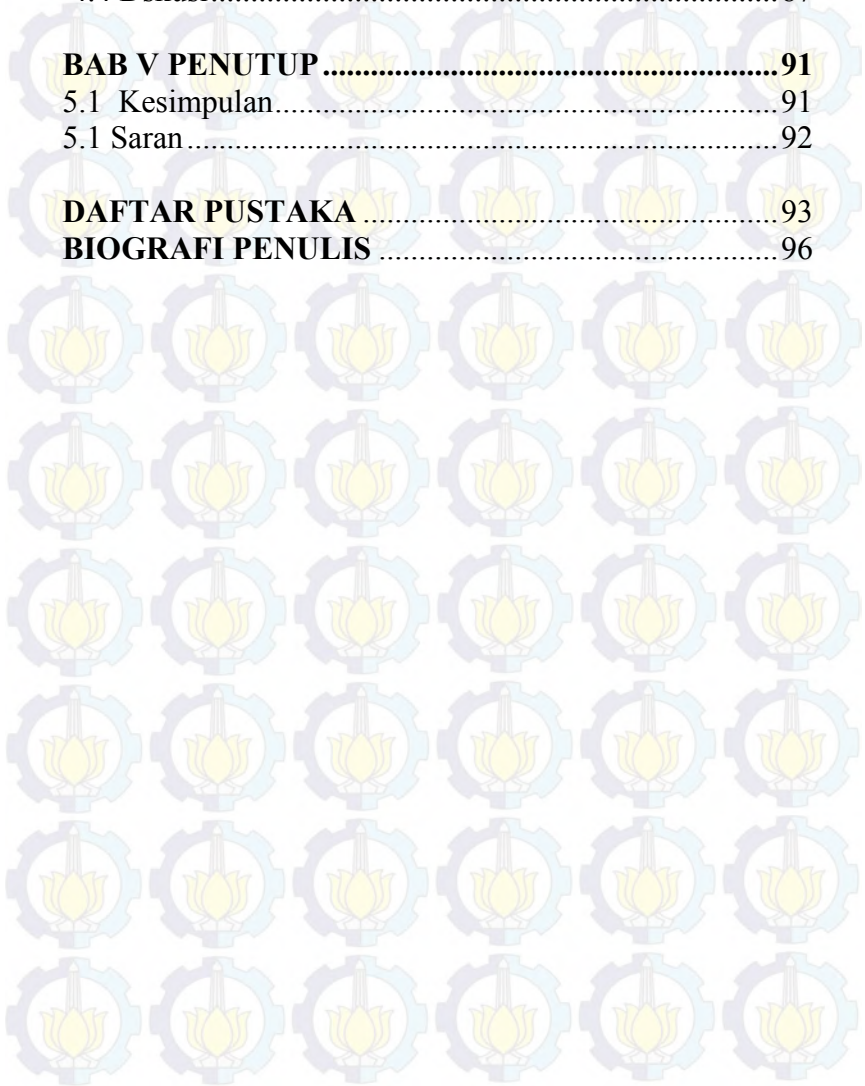 BAB V PENUTUP ........................................................ 91
5.1 Kesimpulan................................................................ 91
5.1 Saran .......................................................................... 92
DAFTAR PUSTAKA .................................................... 93
BIOGRAFI PENULIS .................................................. 96